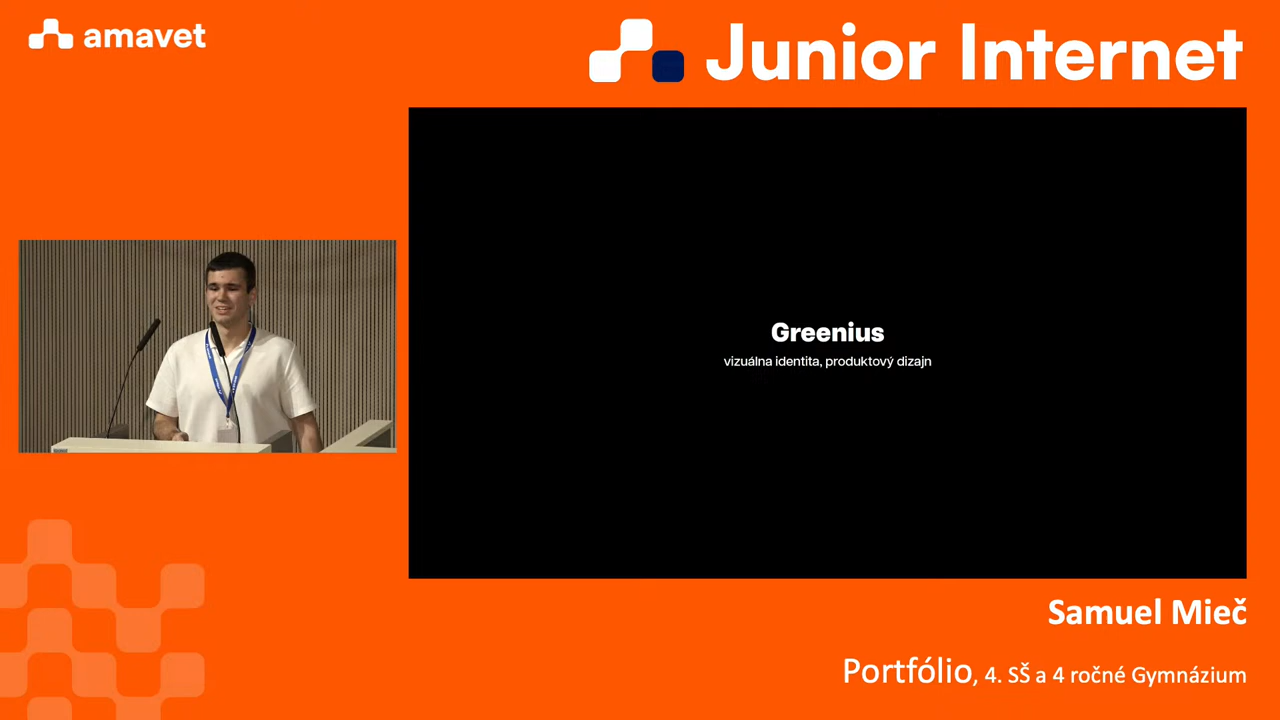 amavet
Junior Internet
Greenius
vizuálna identita, produktový dizajn
Samuel Mieč
Portfólio, 4. SŠ a 4 ročné Gymnázium